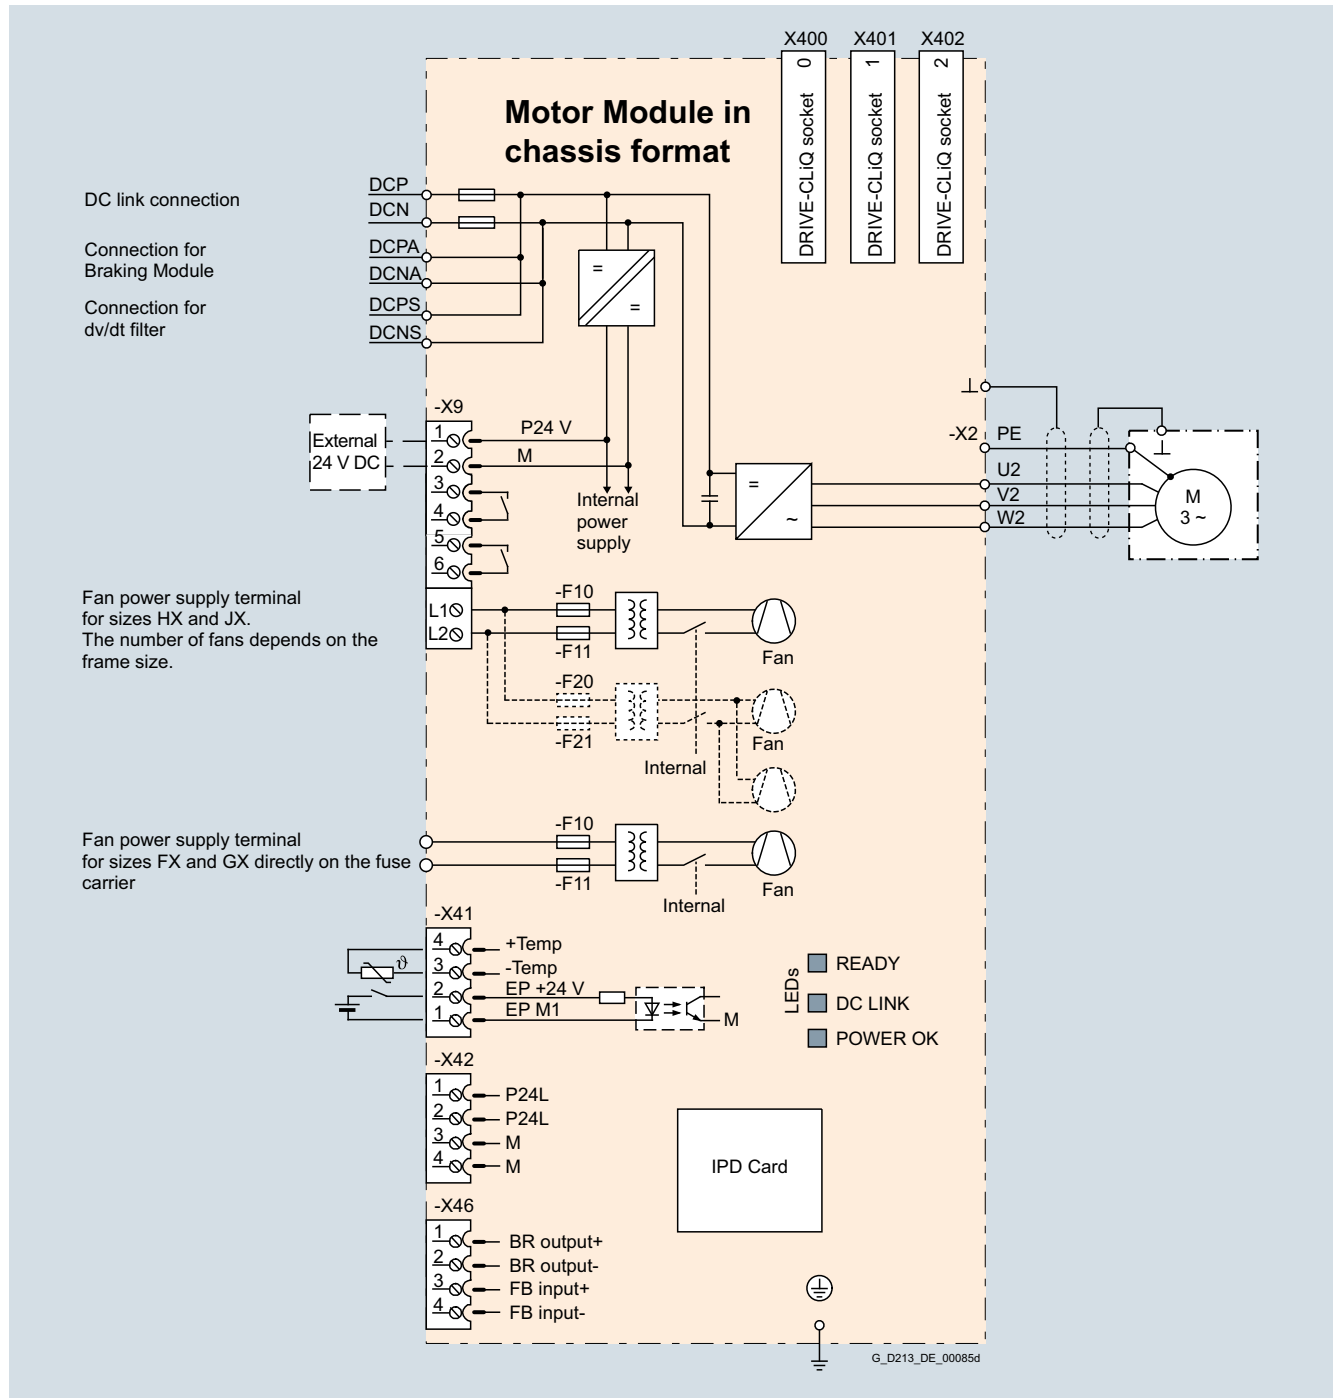 X400 X401 X402
0 1 2
DRIVE-CLiQ socket
DRIVE-CLiQ socket
DRIVE-CLiQ socket
Motor Module in
chassis format
DC link connection
DCP
DCN
Connection for
Braking Module
DCPA
DCNA
Connection for
dv/dt filter
DCPS
DCNS
=
=
-X9
External
24 V DC
1
2
3
4
5
6
P24 V
M
Internal
power
supply
=
~
-X2
PE
U2
V2
W2
M
3 ~
Fan power supply terminal
for sizes HX and JX.
The number of fans depends on the
frame size.
L1
L2
-F10
-F11
Fan
-F20
-F21
Fan
Internal
Fan power supply terminal
for sizes FX and GX directly on the fuse
carrier
-F10
-F11
Fan
Internal
-X41
ϑ
4 +Temp
3 -Temp
2 EP +24 V
1 EP M1
M
LEDs
READY
DC LINK
POWER OK
-X42
1 P24L
2 P24L
3 M
4 M
IPD Card
-X46
1 BR output+
2 BR output-
3 FB input+
4 FB input-
G_D213_DE_00085d